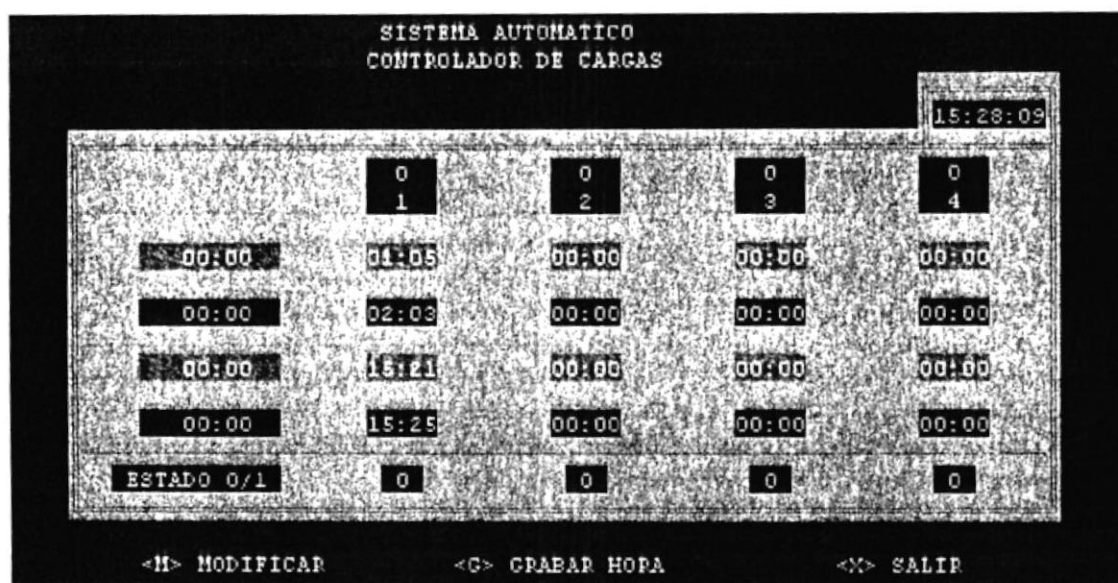 SISTEMA AUTOMATICO
CONTROLADOR DE CARGAS
15:28:09
0 0 0 0
1 2 3 4
00:00 01:05 00:00 00:00 00:00
00:00 02:03 00:00 00:00 00:00
00:00 15:21 00:00 00:00 00:00
00:00 15:25 00:00 00:00 00:00
ESTADO 0/1 0 0 0 0
<M> MODIFICAR <G> GRABAR HORA <X> SALIR